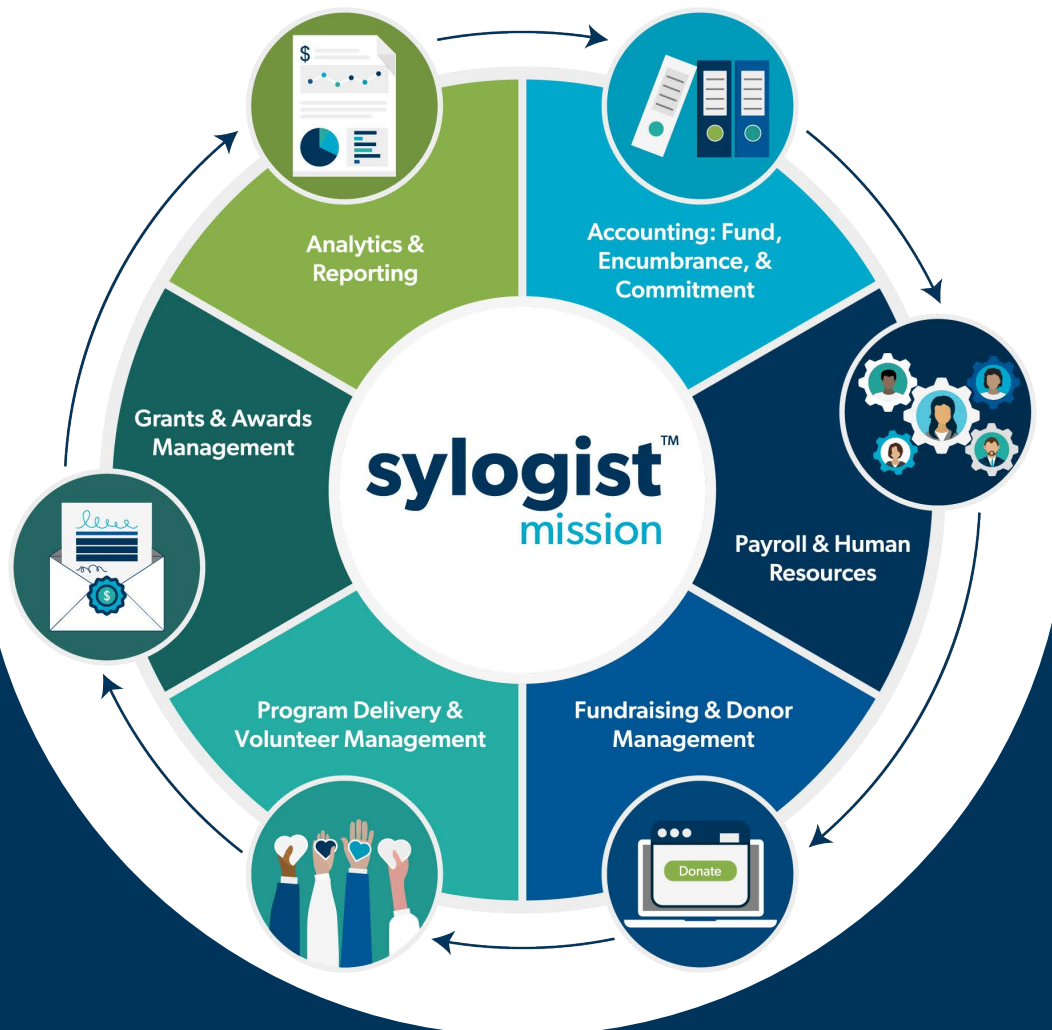 $
Analytics &
Reporting
Accounting: Fund,
Encumbrance, &
Commitment
Grants & Awards
Management
sylogist™
mission
Payroll & Human
Resources
$
Program Delivery &
Volunteer Management
Fundraising & Donor
Management
Donate